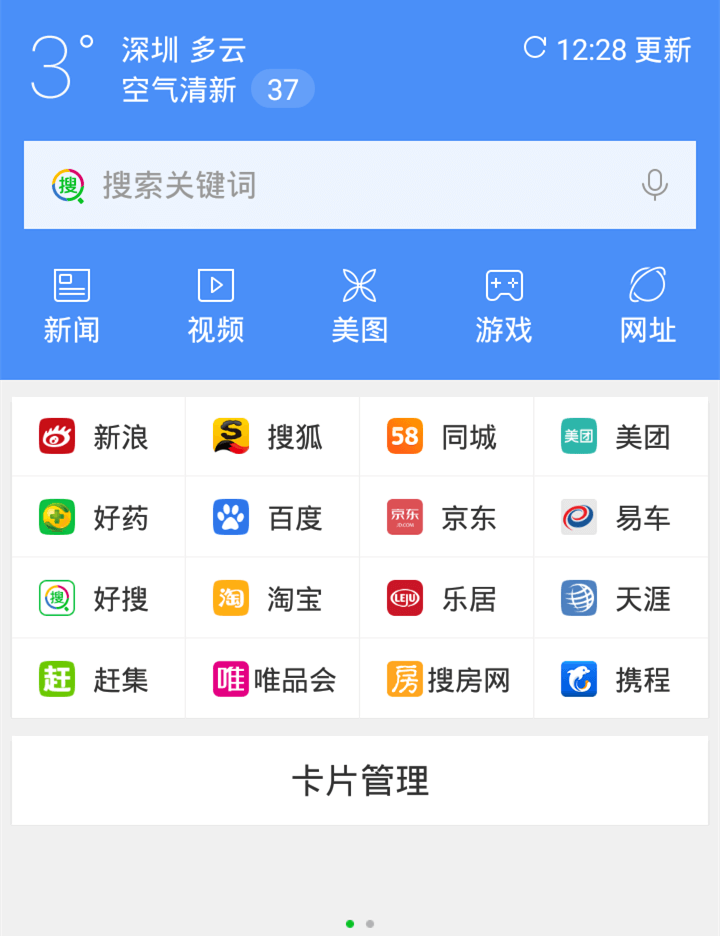 3° 深圳 多云 12:28 更新
空气清新 37
搜 搜索关键词
新闻 视频 美图 游戏 网址
新浪 S 搜狐 58 同城 美团 美团
好药 百度 京东 JD.COM 京东 易车
搜 好搜 淘 淘宝 LEJU 乐居 天涯
赶 赶集 唯 唯品会 房 搜房网 携程
卡片管理